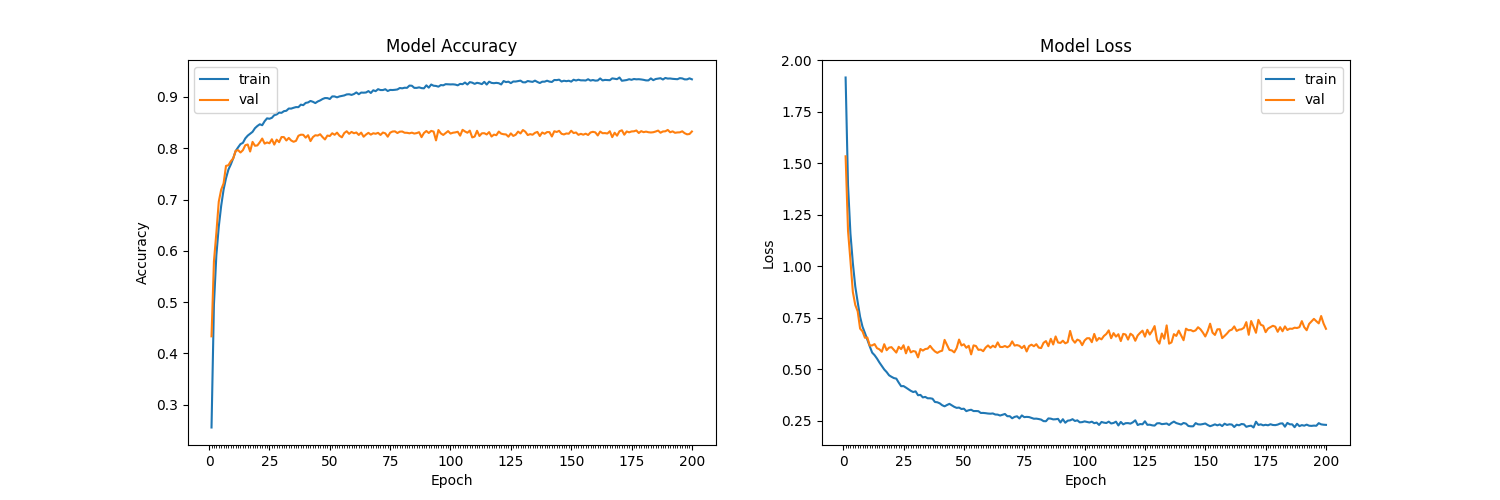 Model Accuracy
train
val
Accuracy
0.9
0.8
0.7
0.6
0.5
0.4
0.3
0 25 50 75 100 125 150 175 200
Epoch
Model Loss
train
val
Loss
2.00
1.75
1.50
1.25
1.00
0.75
0.50
0.25
0 25 50 75 100 125 150 175 200
Epoch